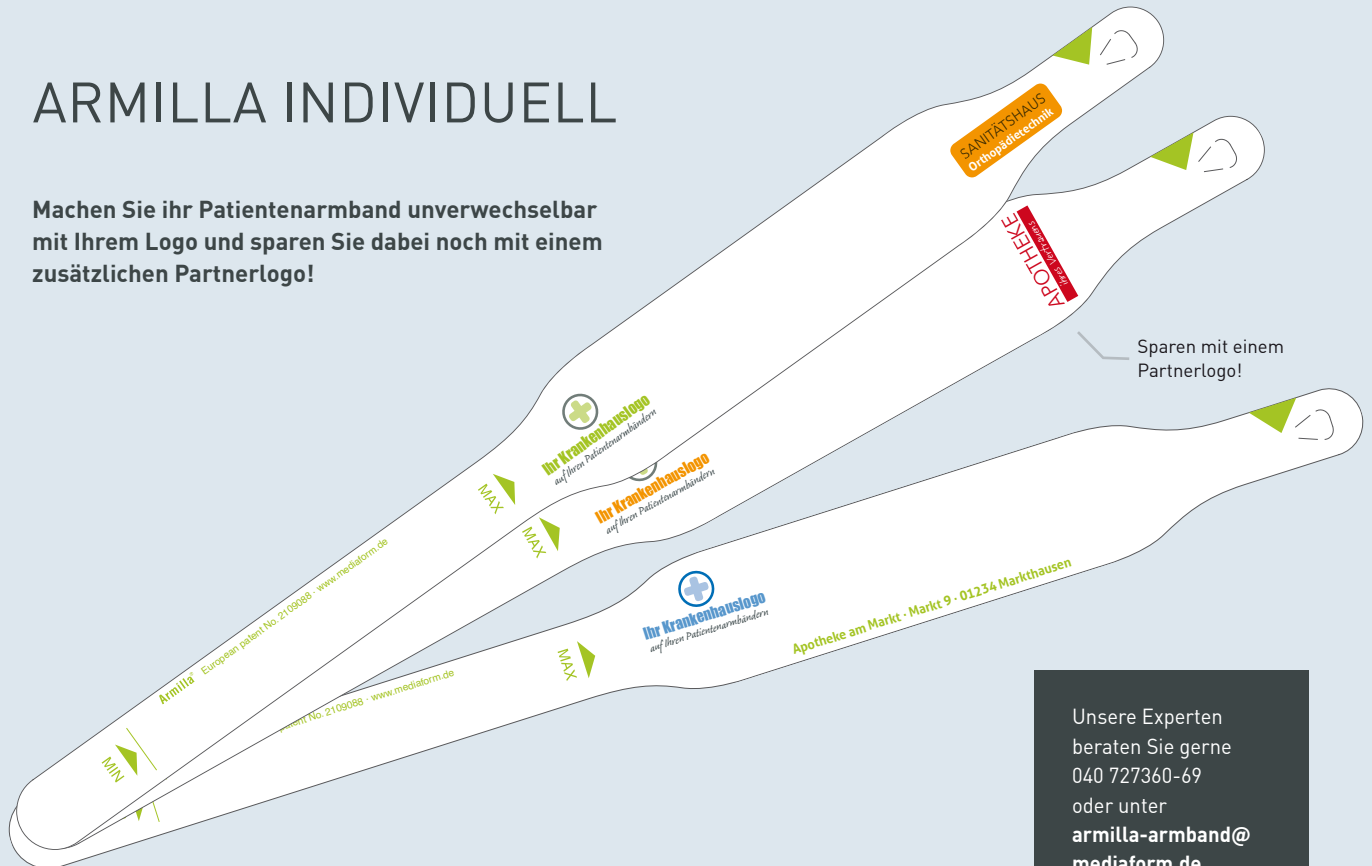 ARMILLA INDIVIDUELL
Machen Sie ihr Patientenarmband unverwechselbar
mit Ihrem Logo und sparen Sie dabei noch mit einem
zusätzlichen Partnerlogo!
SANITÄTSHAUS
Orthopädietechnik
APOTHEKE
Ihres Vertrauens
Sparen mit einem
Partnerlogo!
Ihr Krankenhauslogo
auf Ihren Patientenarmbändern
MAX
Ihr Krankenhauslogo
auf Ihren Patientenarmbändern
MAX
Armilla® European patent No. 2109088 · www.mediaform.de
MIN
Ihr Krankenhauslogo
auf Ihren Patientenarmbändern
MAX
Apotheke am Markt · Markt 9 · 01234 Markthausen
No. 2109088 · www.mediaform.de
Unsere Experten
beraten Sie gerne
040 727360-69
oder unter
armilla-armband@
mediaform.de